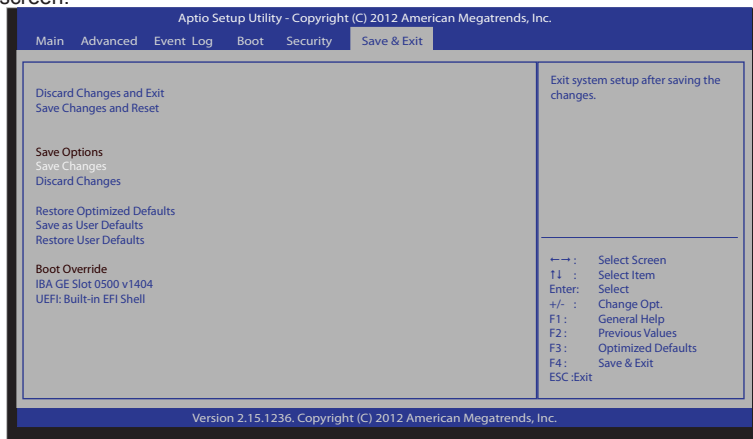 screen.
Aptio Setup Utility - Copyright (C) 2012 American Megatrends, Inc.
Main Advanced Event Log Boot Security Save & Exit
Discard Changes and Exit
Save Changes and Reset
Save Options
Save Changes
Discard Changes
Restore Optimized Defaults
Save as User Defaults
Restore User Defaults
Boot Override
IBA GE Slot 0500 v1404
UEFI: Built-in EFI Shell
Exit system setup after saving the
changes.
←→ : Select Screen
↑↓ : Select Item
Enter: Select
+/- : Change Opt.
F1 : General Help
F2 : Previous Values
F3 : Optimized Defaults
F4 : Save & Exit
ESC :Exit
Version 2.15.1236. Copyright (C) 2012 American Megatrends, Inc.